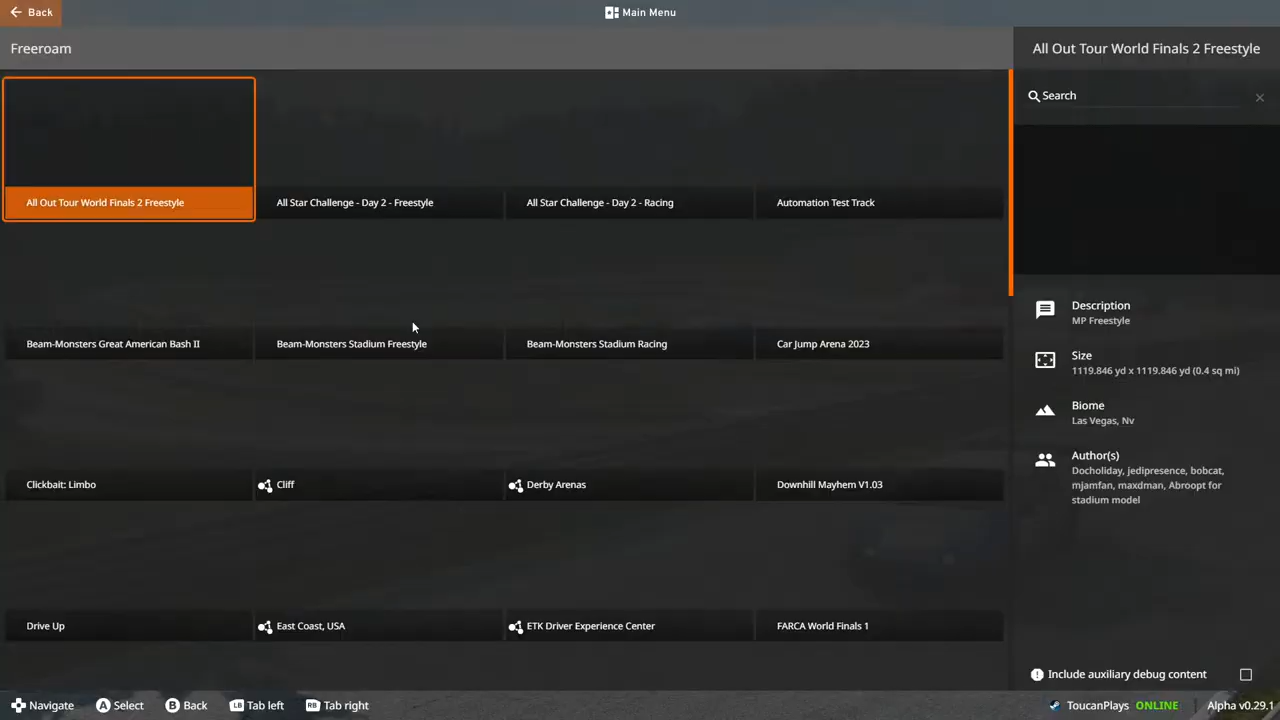 Back
Main Menu
Freeroam
All Out Tour World Finals 2 Freestyle
Search
All Out Tour World Finals 2 Freestyle
All Star Challenge - Day 2 - Freestyle
All Star Challenge - Day 2 - Racing
Automation Test Track
Beam-Monsters Great American Bash II
Beam-Monsters Stadium Freestyle
Beam-Monsters Stadium Racing
Car Jump Arena 2023
Clickbait: Limbo
Cliff
Derby Arenas
Downhill Mayhem V1.03
Drive Up
East Coast, USA
ETK Driver Experience Center
FARCA World Finals 1
Description
MP Freestyle
Size
1119.846 yd x 1119.846 yd (0.4 sq mi)
Biome
Las Vegas, Nv
Author(s)
Docholiday, jedipresence, bobcat,
mjamfan, maxdman, Abroopt for
stadium model
Include auxiliary debug content
Navigate
A Select
B Back
LB Tab left
RB Tab right
ToucanPlays ONLINE
Alpha v0.29.1